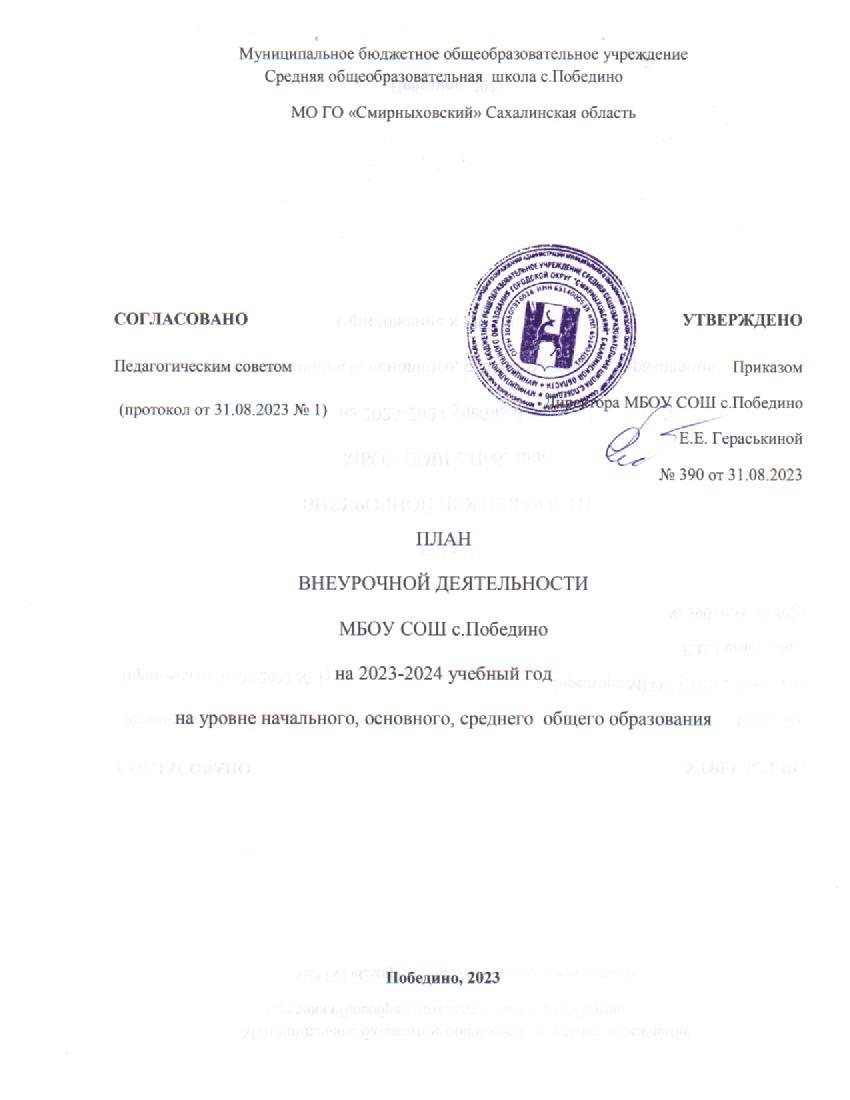 Муниципальное бюджетное общеобразовательное учреждение
Средняя общеобразовательная школа с.Победино
МО ГО «Смирныховский» Сахалинская область
СОГЛАСОВАНО
УТВЕРЖДЕНО
Педагогическим советом
Приказом
(протокол от 31.08.2023 № 1)
Директора МБОУ СОШ с.Победино
Е.Е. Гераськиной
№ 390 от 31.08.2023
ПЛАН
ВНЕУРОЧНОЙ ДЕЯТЕЛЬНОСТИ
МБОУ СОШ с.Победино
на 2023-2024 учебный год
на уровне начального, основного, среднего общего образования
Победино, 2023